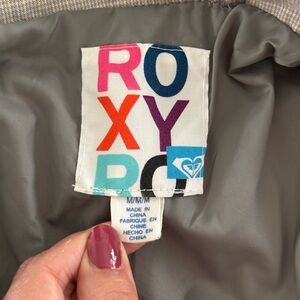 RO
XY
RO
M/M/M
MADE IN
CHINA
FABRIQUE EN
CHINE
HECHO EN
CHINA